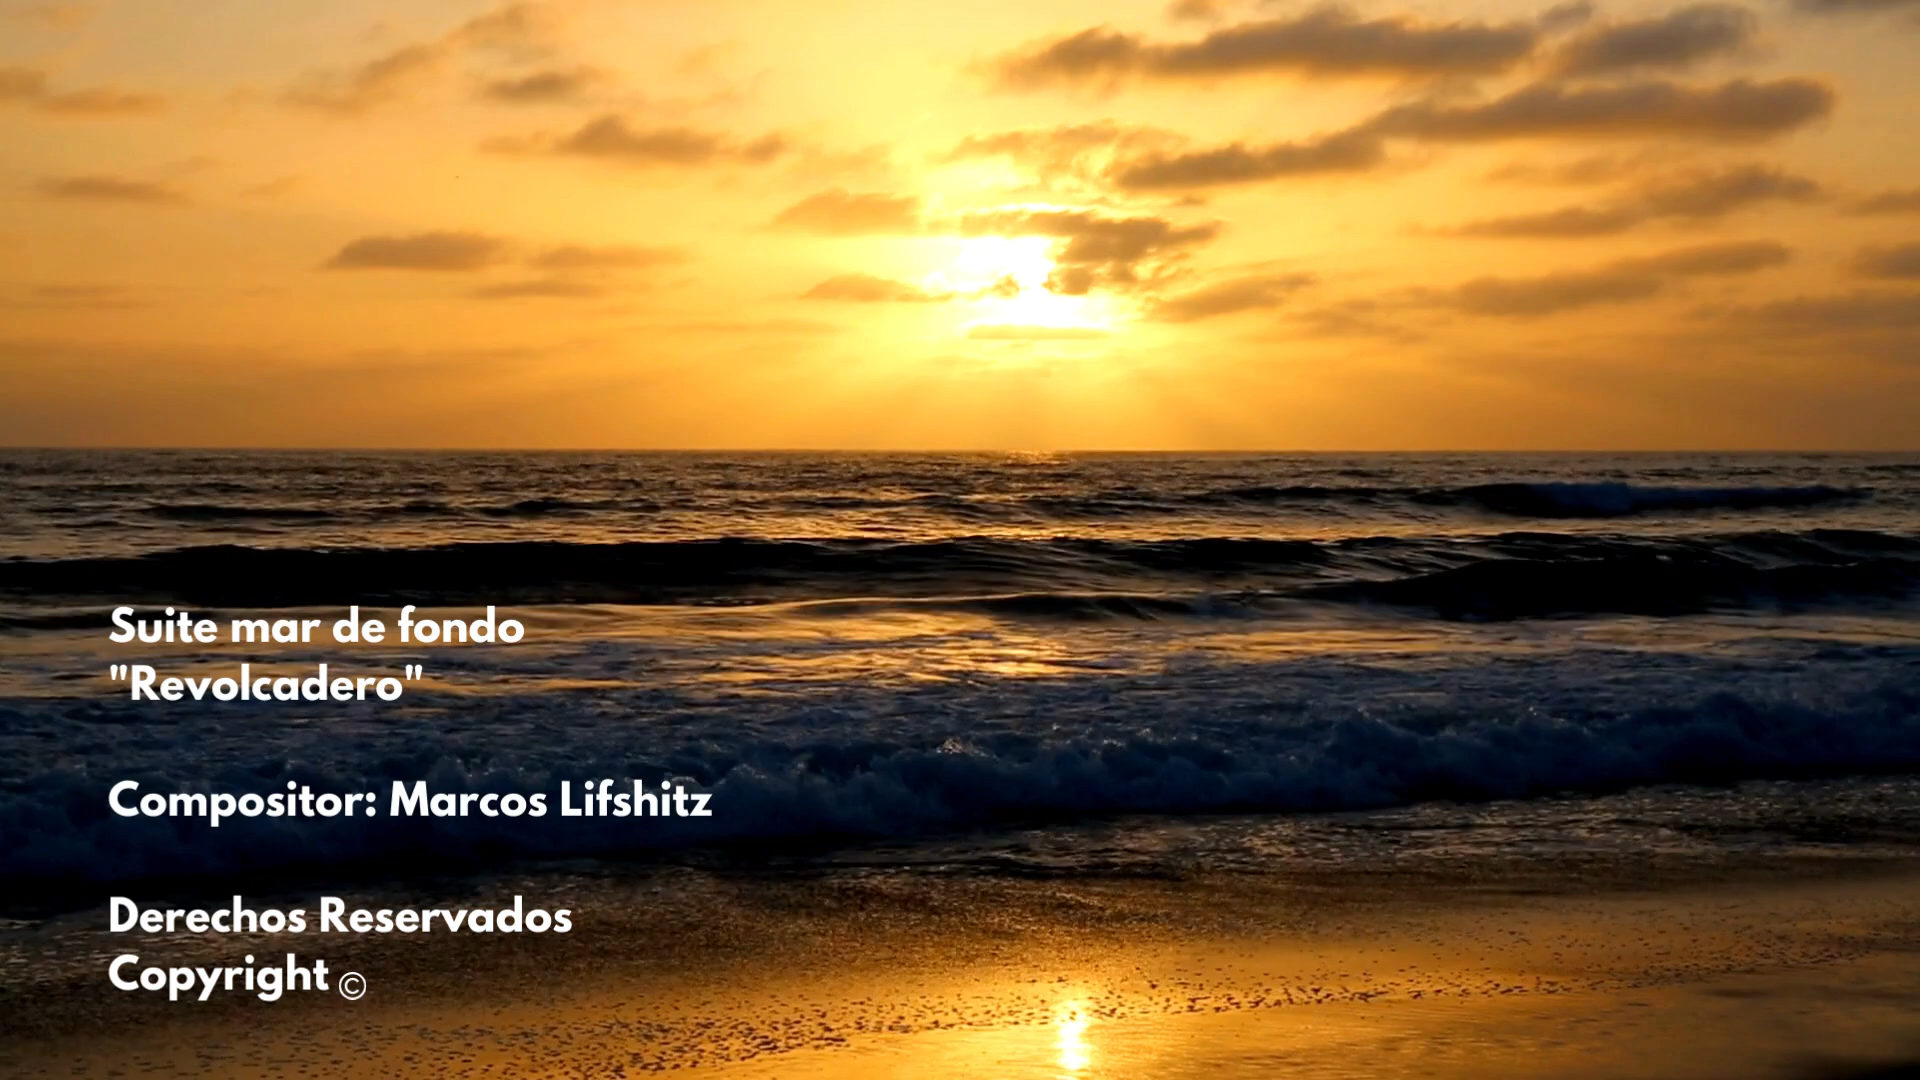 Suite mar de fondo
"Revolcadero"
Compositor: Marcos Lifshitz
Derechos Reservados
Copyright ©